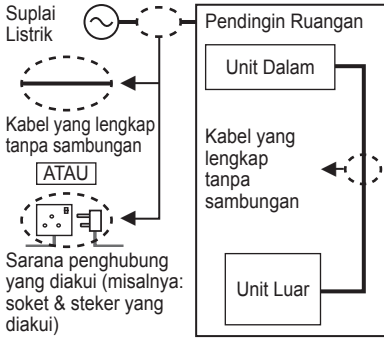 Suplai
Listrik
Kabel yang lengkap
tanpa sambungan
ATAU
Sarana penghubung
yang diakui (misalnya:
soket & steker yang
diakui)
Pendingin Ruangan
Unit Dalam
Kabel yang
lengkap
tanpa
sambungan
Unit Luar